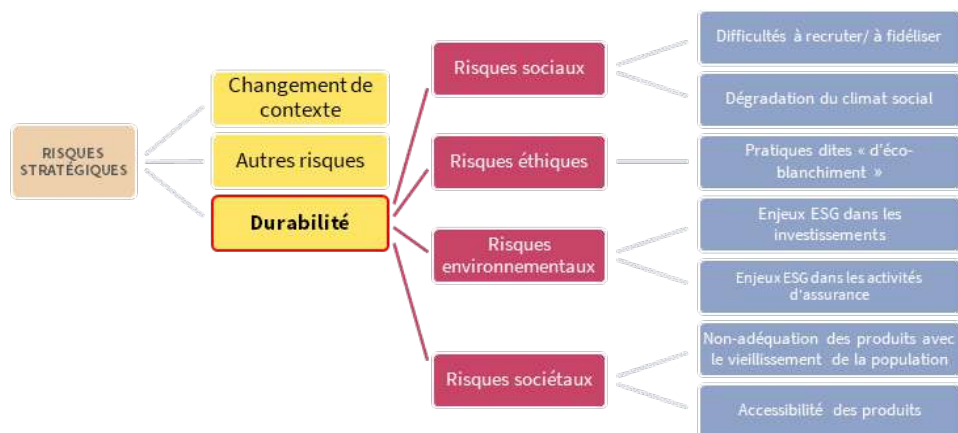 RISQUES
STRATÉGIQUES
Changement de
contexte
Autres risques
Durabilité
Risques sociaux
Risques éthiques
Risques
environnementaux
Risques sociétaux
Difficultés à recruter/ à fidéliser
Dégradation du climat social
Pratiques dites « d'éco-
blanchiment »
Enjeux ESG dans les
investissements
Enjeux ESG dans les activités
d'assurance
Non-adéquation des produits avec
le vieillissement de la population
Accessibilité des produits